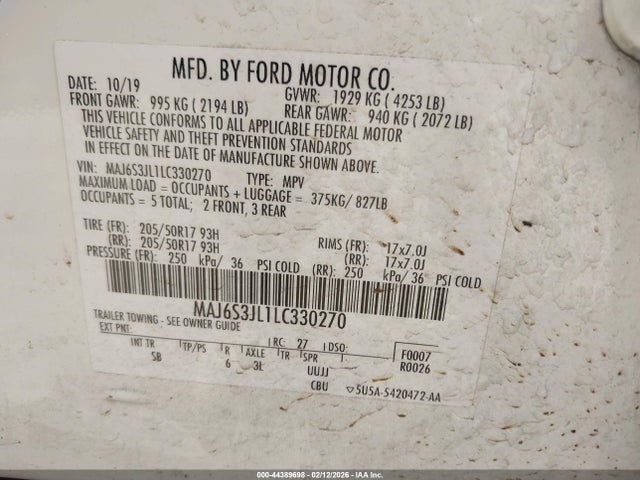 MFD. BY FORD MOTOR CO.
DATE: 10/19 GVWR: 1929 KG ( 4253 LB)
FRONT GAWR: 995 KG ( 2194 LB) REAR GAWR: 940 KG ( 2072 LB)
THIS VEHICLE CONFORMS TO ALL APPLICABLE FEDERAL MOTOR
VEHICLE SAFETY AND THEFT PREVENTION STANDARDS
IN EFFECT ON THE DATE OF MANUFACTURE SHOWN ABOVE.
VIN: MAJ6S3JL1LC330270 TYPE: MPV
MAXIMUM LOAD = OCCUPANTS + LUGGAGE = 375KG/ 827LB
OCCUPANTS = 5 TOTAL; 2 FRONT, 3 REAR
TIRE (FR): 205/50R17 93H RIMS (FR): 17x7.0J
(RR): 205/50R17 93H (RR): 17x7.0J
PRESSURE (FR): 250 kPa/ 36 PSI COLD (RR): 250 kPa/ 36 PSI COLD
MAJ6S3JL1LC330270
TRAILER TOWING - SEE OWNER GUIDE
EXT PNT: RC: 27 DSO: F0007
R0026
INT TR TP/PS R AXLE TR SPR
SB 6 3L UUJJ
CBU 5U5A-5420472-AA
000-44389698 - 02/12/2026 - IAA Inc.